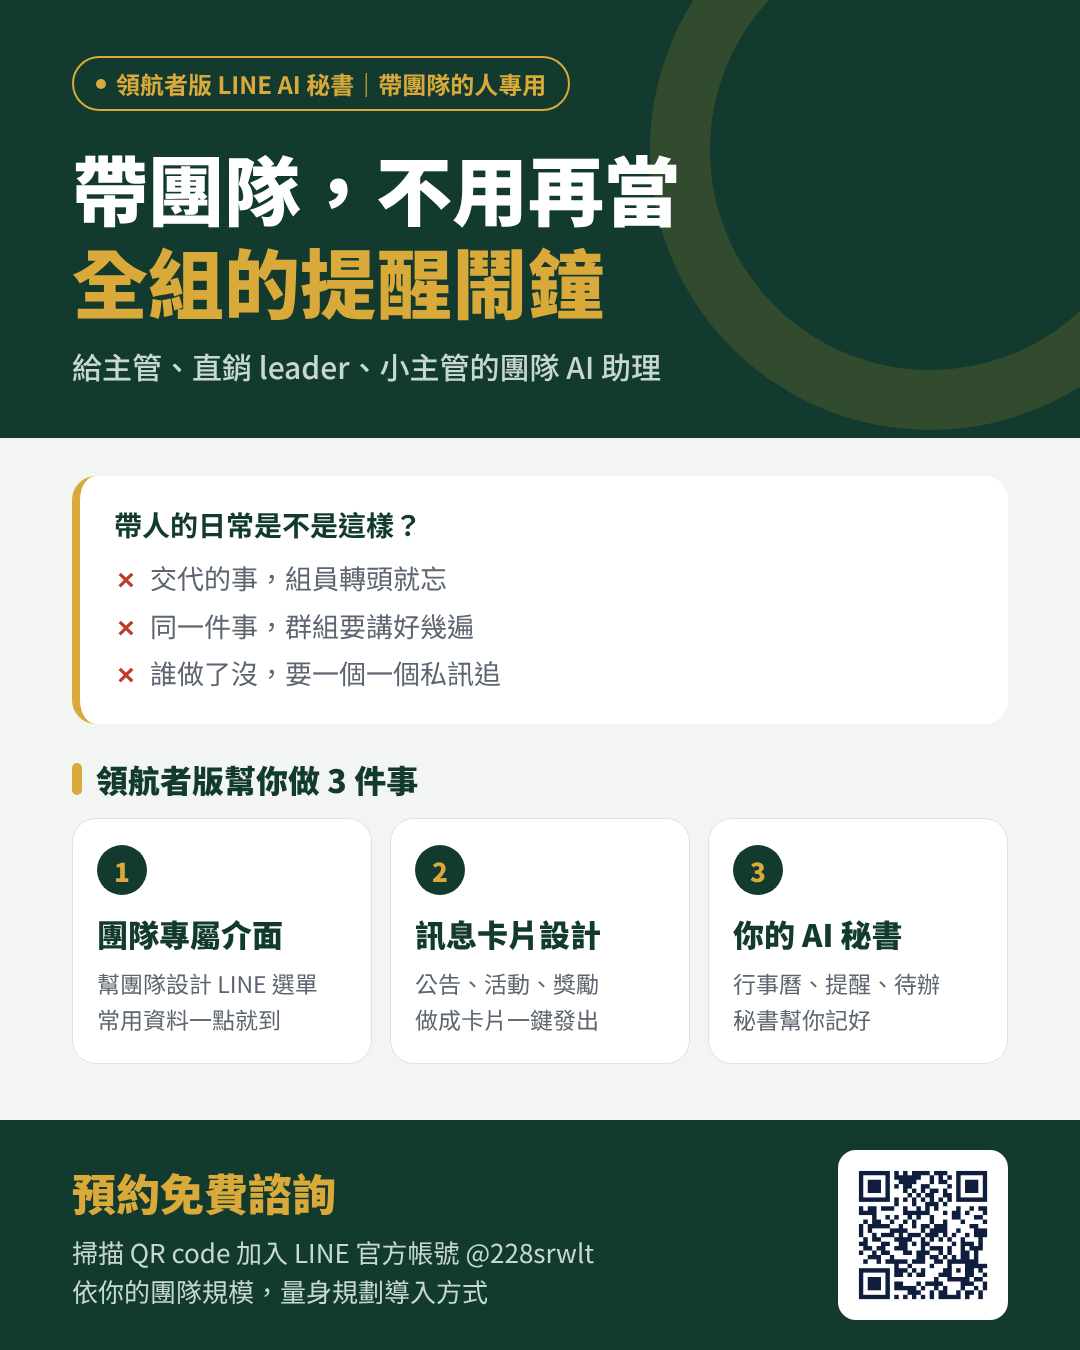 領航者版 LINE AI 秘書｜帶團隊的人專用
帶團隊，不用再當
全組的提醒鬧鐘
給主管、直銷 leader、小主管的團隊 AI 助理
帶人的日常是不是這樣？
× 交代的事，組員轉頭就忘
× 同一件事，群組要講好幾遍
× 誰做了沒，要一個一個私訊追
領航者版幫你做 3 件事
1
團隊專屬介面
幫團隊設計 LINE 選單
常用資料一點就到
2
訊息卡片設計
公告、活動、獎勵
做成卡片一鍵發出
3
你的 AI 秘書
行事曆、提醒、待辦
秘書幫你記好
預約免費諮詢
掃描 QR code 加入 LINE 官方帳號 @228srwlt
依你的團隊規模，量身規劃導入方式